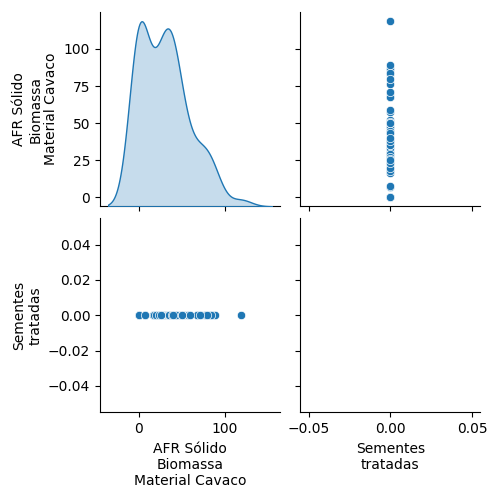 AFR Sólido
Biomassa
Material Cavaco
100
75
50
25
0
Sementes
tratadas
0.04
0.02
0.00
−0.02
−0.04
0
100
AFR Sólido
Biomassa
Material Cavaco
−0.05
0.00
0.05
Sementes
tratadas